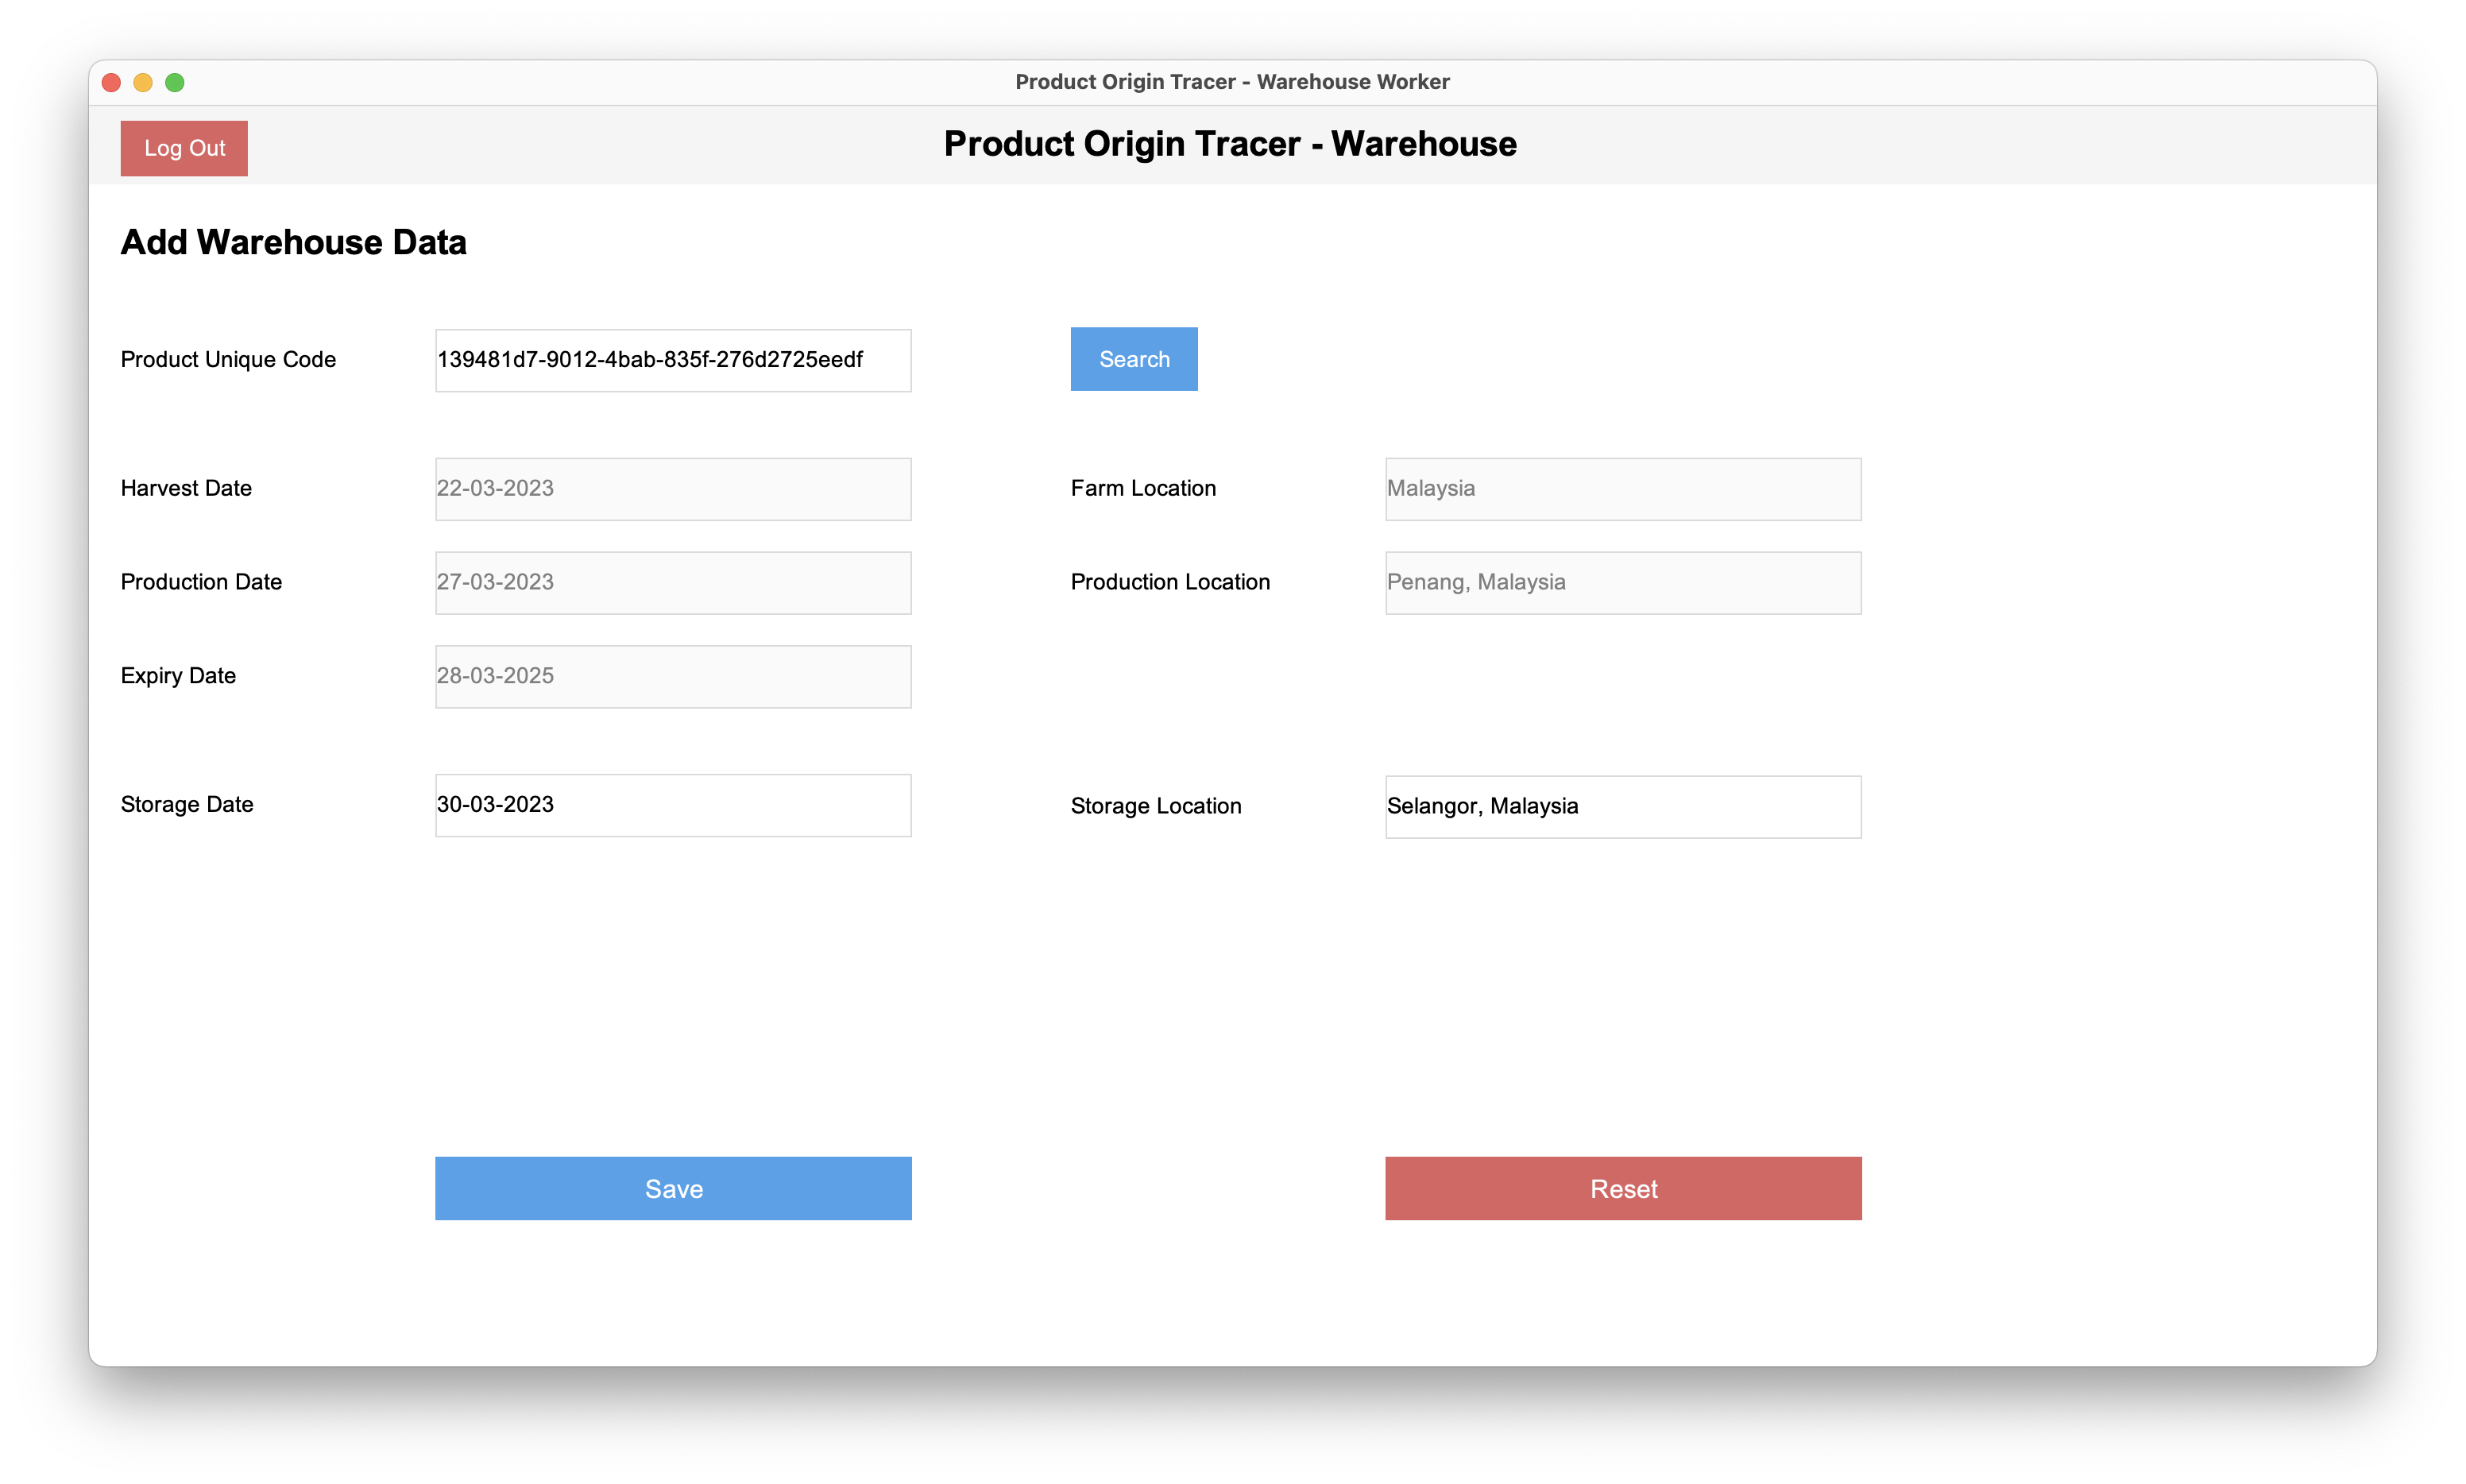 Product Origin Tracer - Warehouse Worker
Log Out
Product Origin Tracer - Warehouse
Add Warehouse Data
Product Unique Code 139481d7-9012-4bab-835f-276d2725eedf Search
Harvest Date 22-03-2023 Farm Location Malaysia
Production Date 27-03-2023 Production Location Penang, Malaysia
Expiry Date 28-03-2025
Storage Date 30-03-2023 Storage Location Selangor, Malaysia
Save Reset